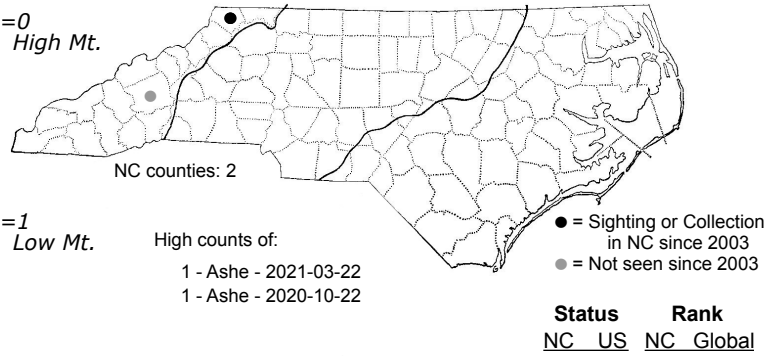 =0
High Mt.
NC counties: 2
=1
Low Mt.
High counts of:
1 - Ashe - 2021-03-22
1 - Ashe - 2020-10-22
● = Sighting or Collection
in NC since 2003
● = Not seen since 2003
Status Rank
NC US NC Global